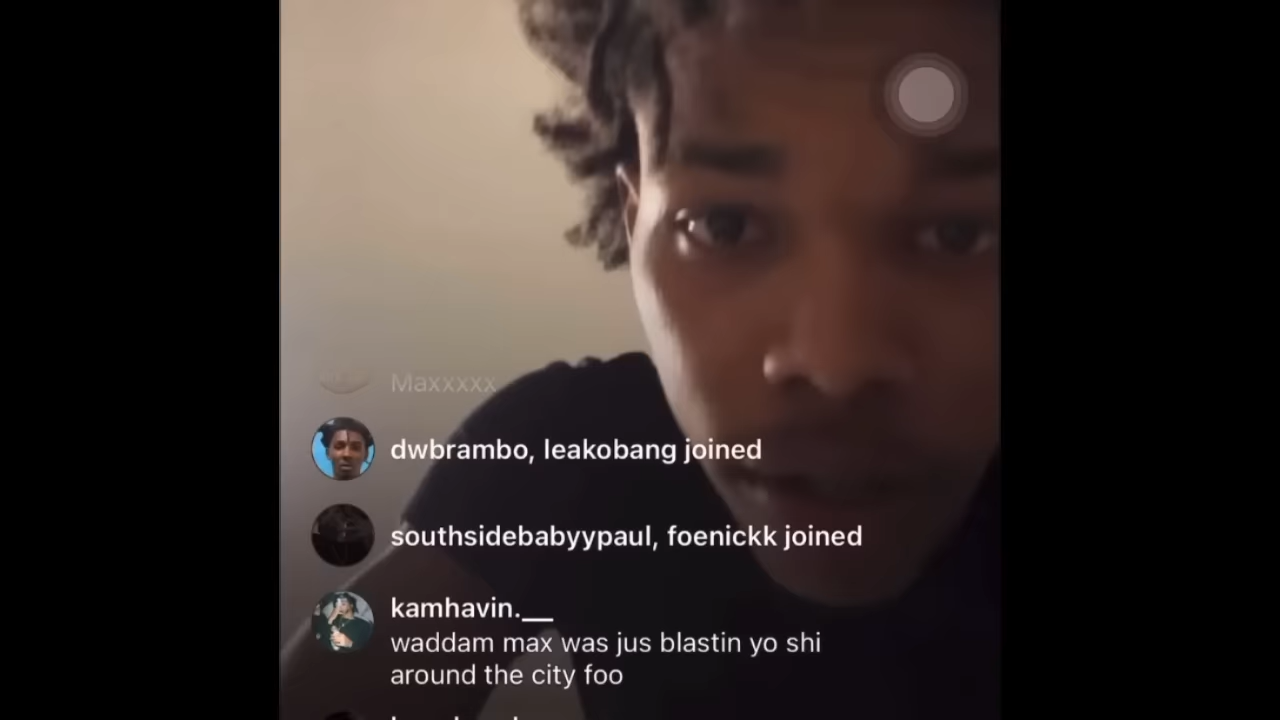 Maxxxxx
dwbrambo, leakobang joined
southsidebabyypaul, foenickk joined
kamhavin.__
waddam max was jus blastin yo shi
around the city foo